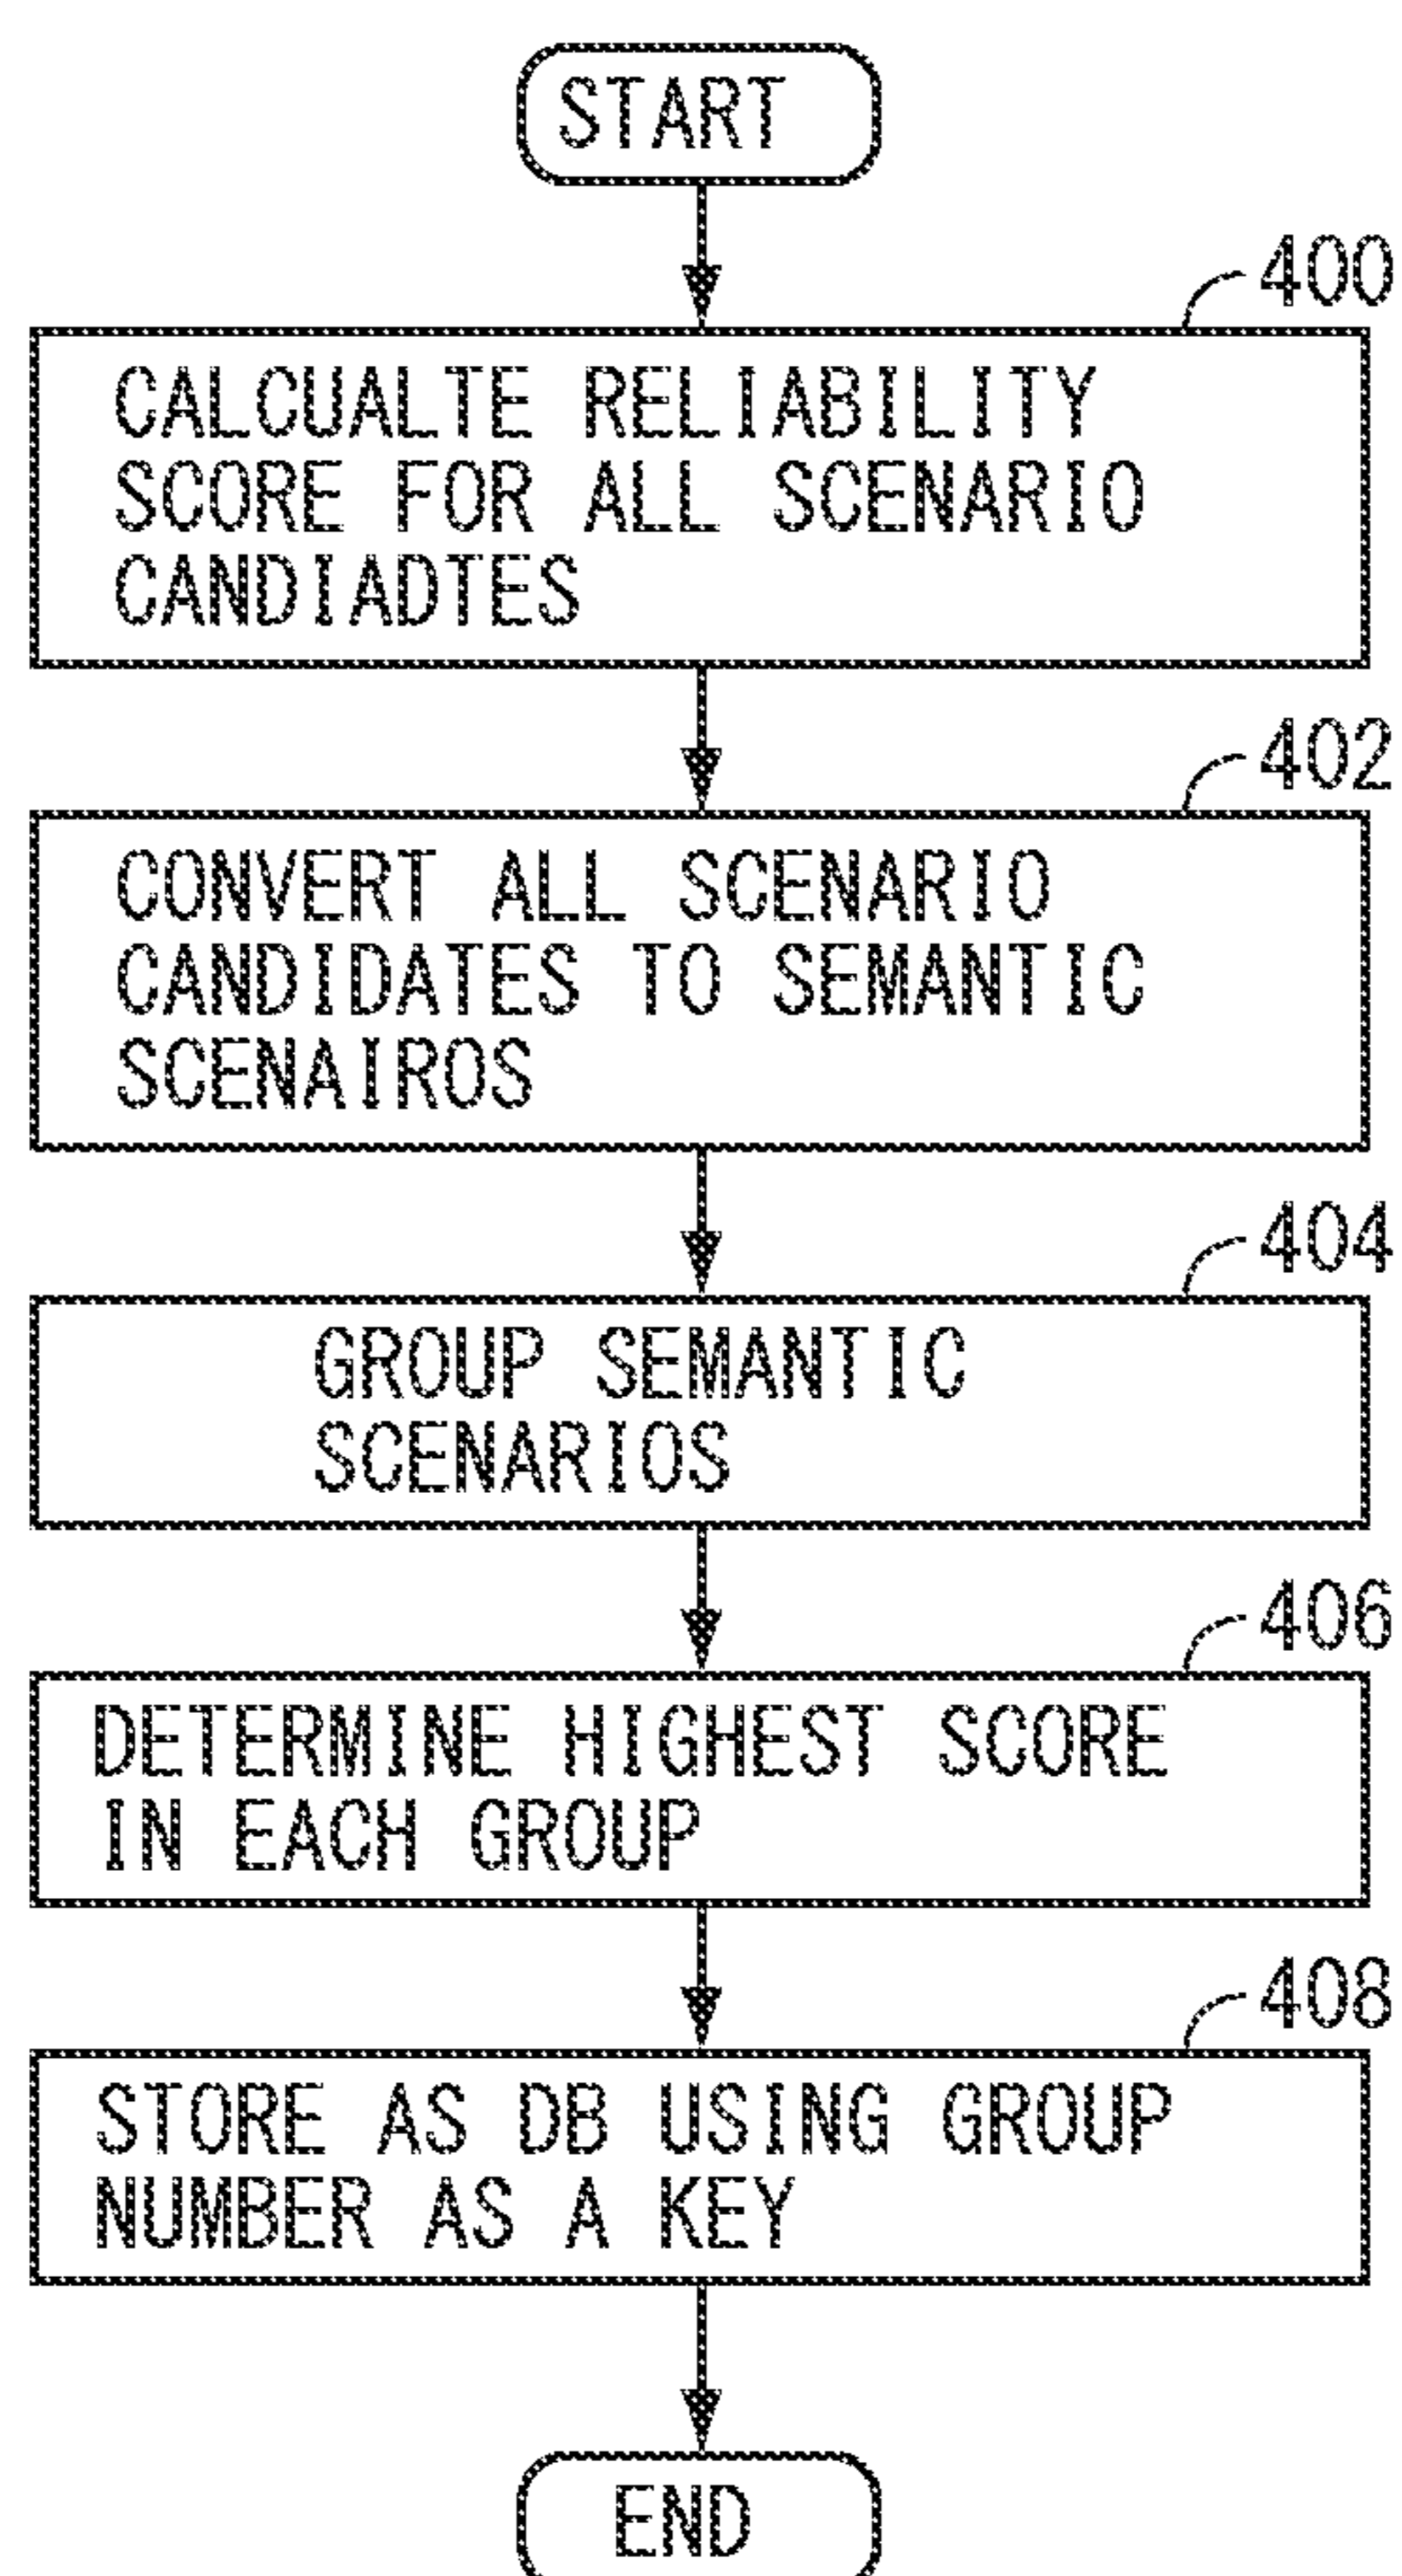 START
400
CALCUALTE RELIABILITY
SCORE FOR ALL SCENARIO
CANDIADTES
402
CONVERT ALL SCENARIO
CANDIDATES TO SEMANTIC
SCENAIROS
404
GROUP SEMANTIC
SCENARIOS
406
DETERMINE HIGHEST SCORE
IN EACH GROUP
408
STORE AS DB USING GROUP
NUMBER AS A KEY
END